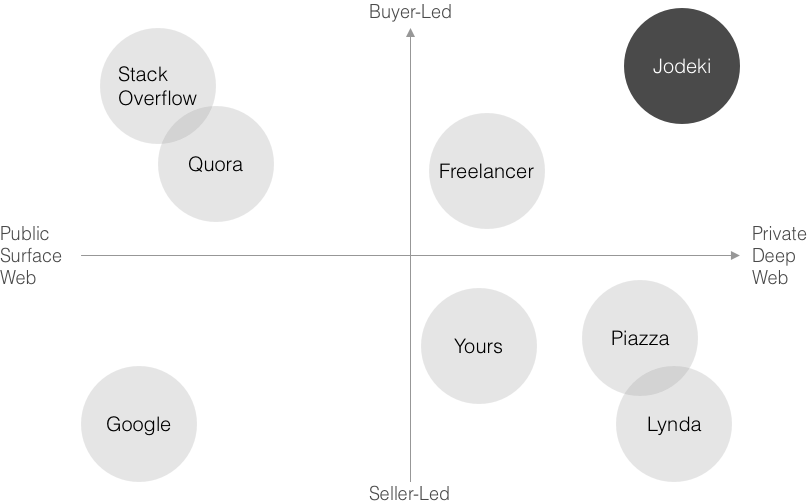 Buyer-Led
Stack
Overflow
Jodeki
Quora
Freelancer
Public
Surface
Web
Private
Deep
Web
Yours
Piazza
Google
Lynda
Seller-Led